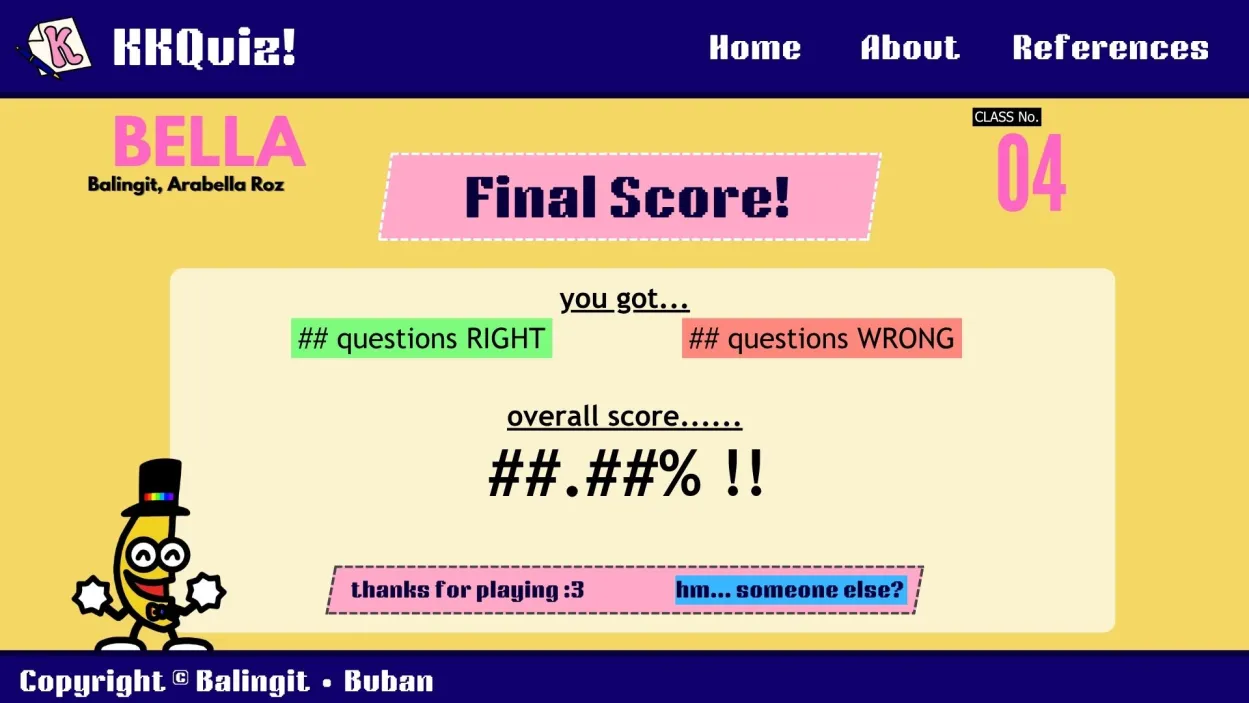 K KKQuiz! Home About References
BELLA
Balingit, Arabella Roz
CLASS No.
04
Final Score!
you got...
## questions RIGHT ## questions WRONG
overall score......
##.##% !!
thanks for playing :3 hm... someone else?
Copyright © Balingit • Buban